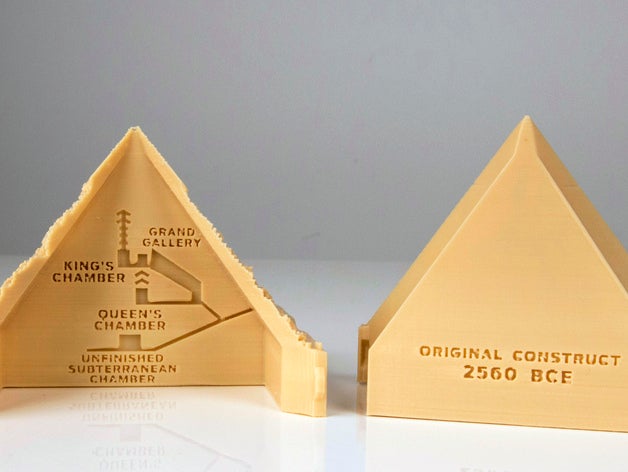 GRAND
GALLERY
KING'S
CHAMBER
QUEEN'S
CHAMBER
UNFINISHED
SUBTERRANEAN
CHAMBER
ORIGINAL CONSTRUCT
2560 BCE